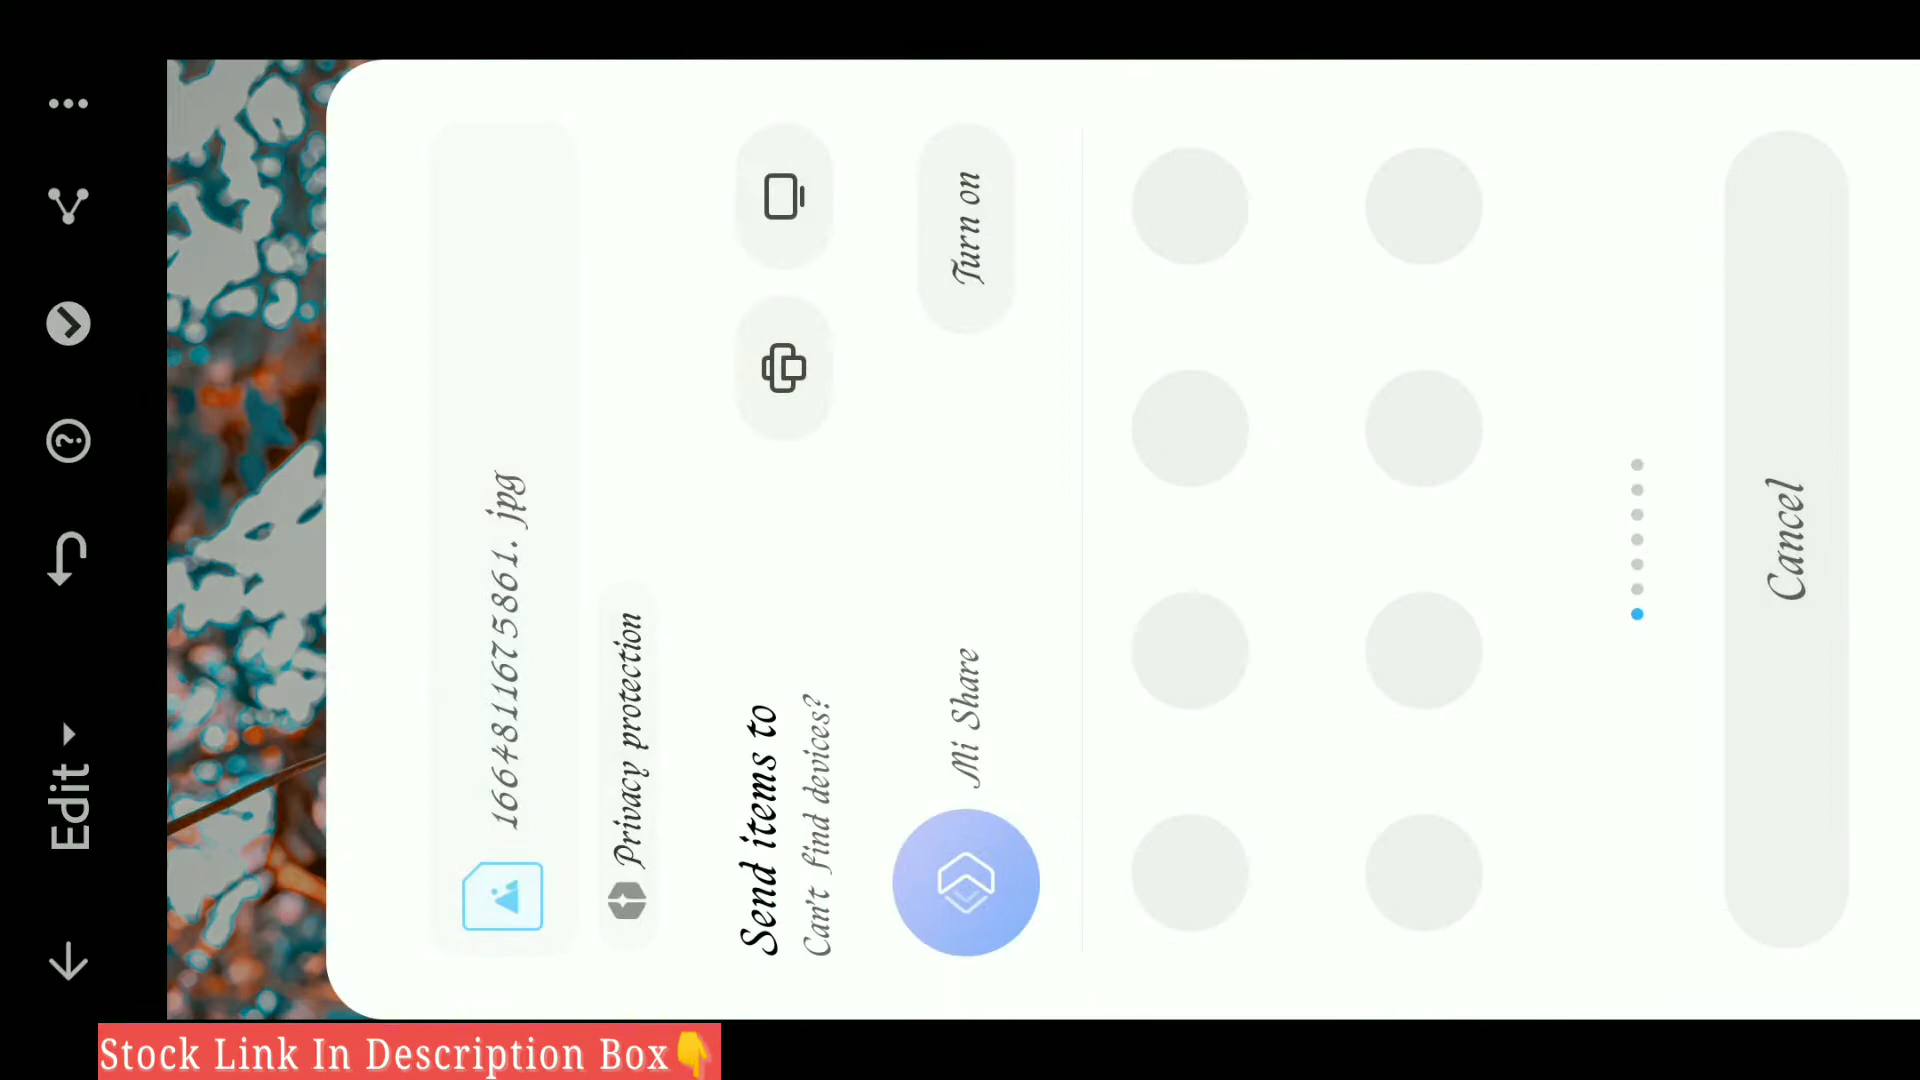 Edit
1664811675861.jpg
Privacy protection
Send items to
Can't find devices?
Mi Share
Turn on
Cancel
Stock Link In Description Box👇